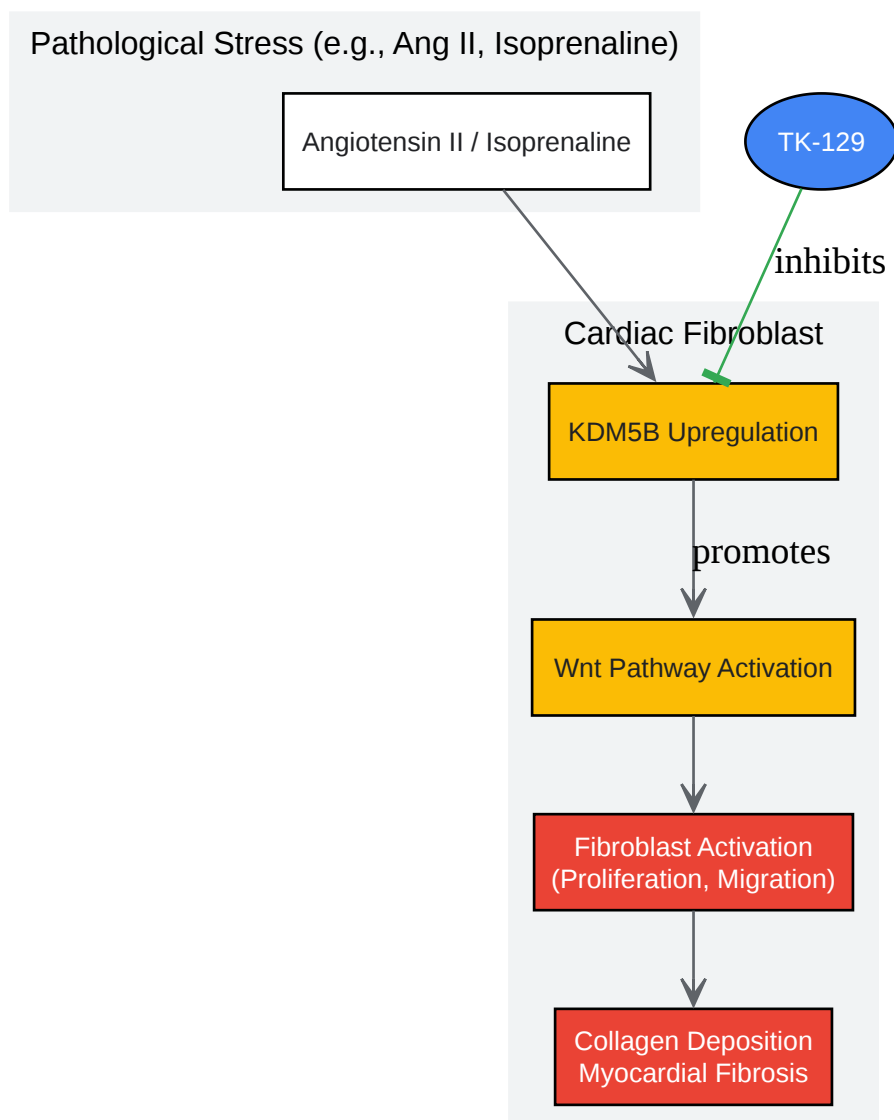 Pathological Stress (e.g., Ang II, Isoprenaline)
Angiotensin II / Isoprenaline
TK-129
inhibits
Cardiac Fibroblast
KDM5B Upregulation
promotes
Wnt Pathway Activation
Fibroblast Activation
(Proliferation, Migration)
Collagen Deposition
Myocardial Fibrosis